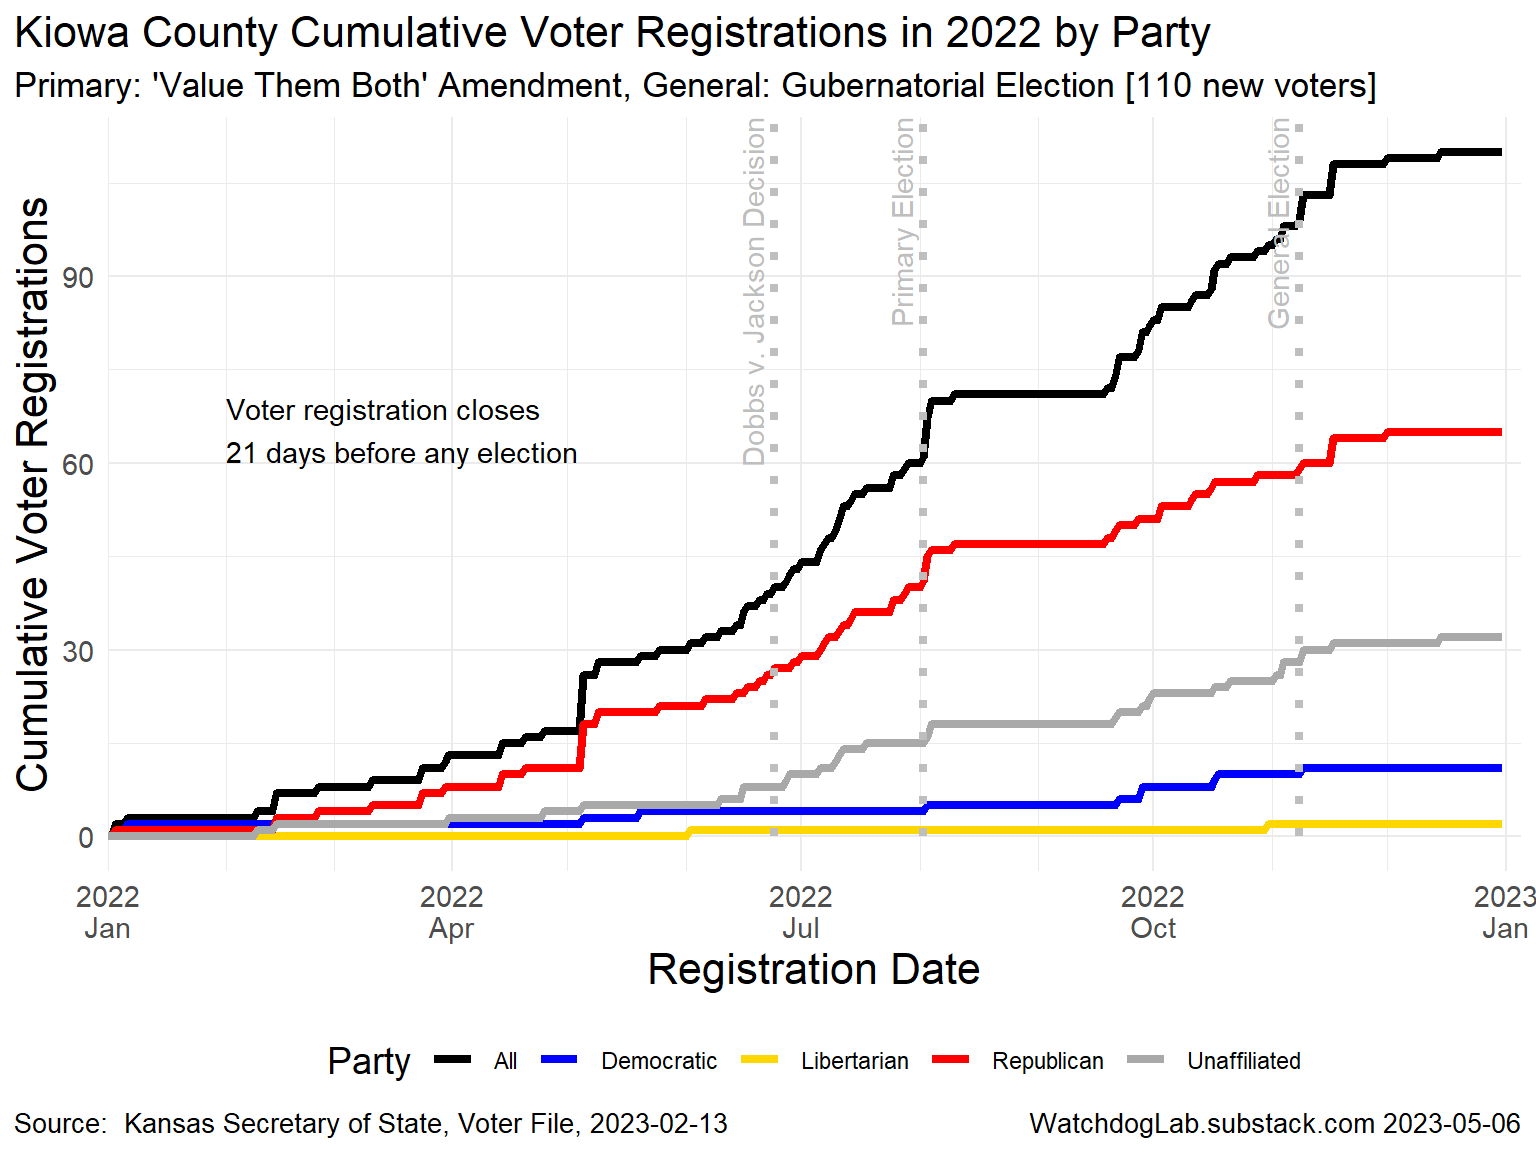 Kiowa County Cumulative Voter Registrations in 2022 by Party
Primary: 'Value Them Both' Amendment, General: Gubernatorial Election [110 new voters]
Cumulative Voter Registrations
90
60
30
0
Voter registration closes
21 days before any election
Dobbs v. Jackson Decision
Primary Election
General Election
2022
Jan
2022
Apr
2022
Jul
2022
Oct
2023
Jan
Registration Date
Party All Democratic Libertarian Republican Unaffiliated
Source:  Kansas Secretary of State, Voter File, 2023-02-13
WatchdogLab.substack.com 2023-05-06